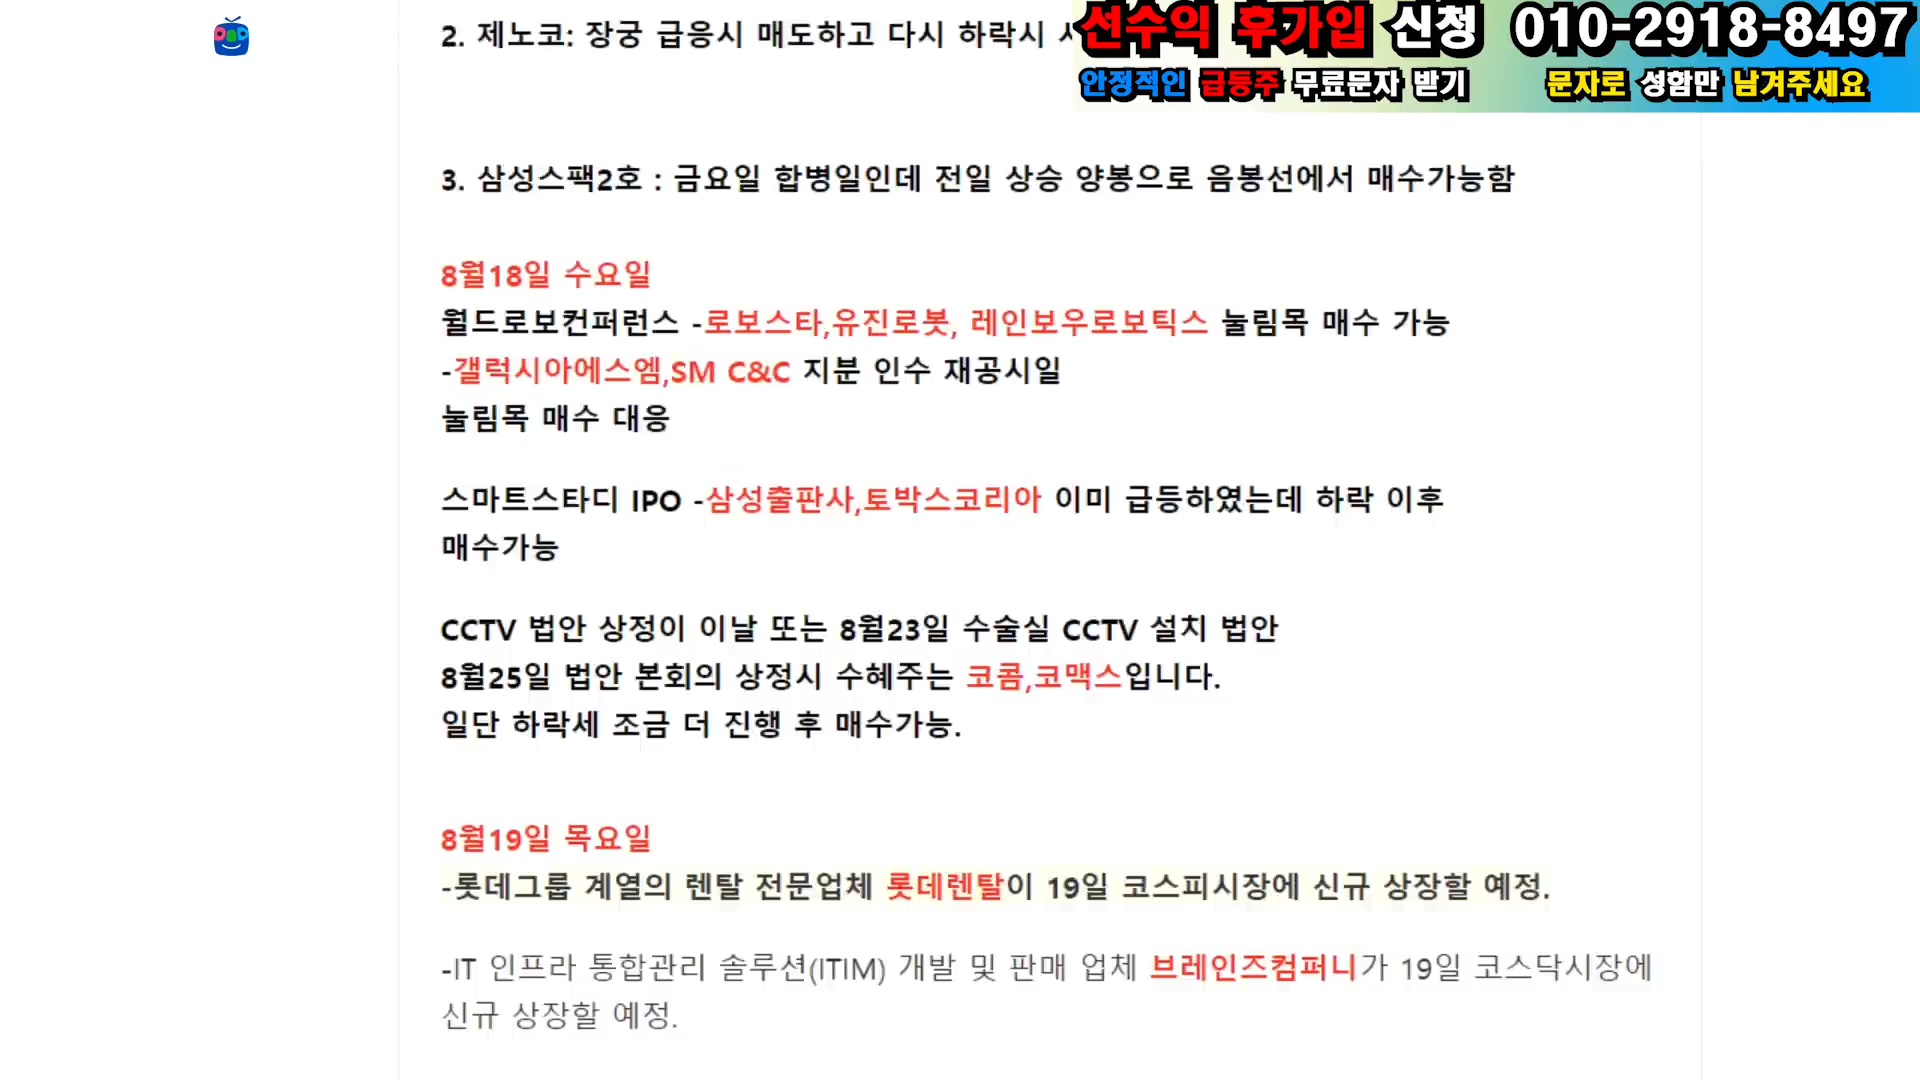 2. 제노코: 장궁 급응시 매도하고 다시 하락시
선수익 후가입 신청 010-2918-8497
안정적인 급등주 무료문자 받기 문자로 성함만 남겨주세요
3. 삼성스팩2호 : 금요일 합병일인데 전일 상승 양봉으로 음봉선에서 매수가능함
8월18일 수요일
월드로보컨퍼런스 -로보스타,유진로봇, 레인보우로보틱스 눌림목 매수 가능
-갤럭시아에스엠,SM C&C 지분 인수 재공시일
눌림목 매수 대응
스마트스타디 IPO -삼성출판사,토박스코리아 이미 급등하였는데 하락 이후
매수가능
CCTV 법안 상정이 이날 또는 8월23일 수술실 CCTV 설치 법안
8월25일 법안 본회의 상정시 수혜주는 코콤,코맥스입니다.
일단 하락세 조금 더 진행 후 매수가능.
8월19일 목요일
-롯데그룹 계열의 렌탈 전문업체 롯데렌탈이 19일 코스피시장에 신규 상장할 예정.
-IT 인프라 통합관리 솔루션(ITIM) 개발 및 판매 업체 브레인즈컴퍼니가 19일 코스닥시장에
신규 상장할 예정.